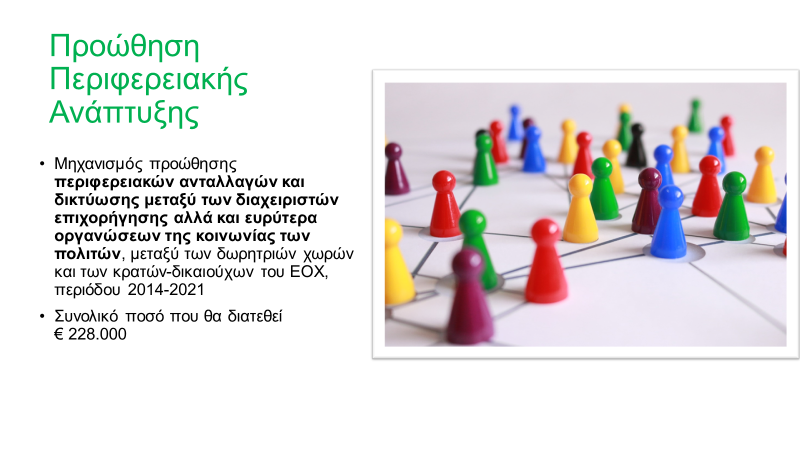 Προώθηση
Περιφερειακής
Ανάπτυξης
• Μηχανισμός προώθησης
περιφερειακών ανταλλαγών και
δικτύωσης μεταξύ των διαχειριστών
επιχορήγησης αλλά και ευρύτερα
οργανώσεων της κοινωνίας των
πολιτών, μεταξύ των δωρητριών χωρών
και των κρατών-δικαιούχων του ΕΟΧ,
περιόδου 2014-2021
• Συνολικό ποσό που θα διατεθεί
€ 228.000